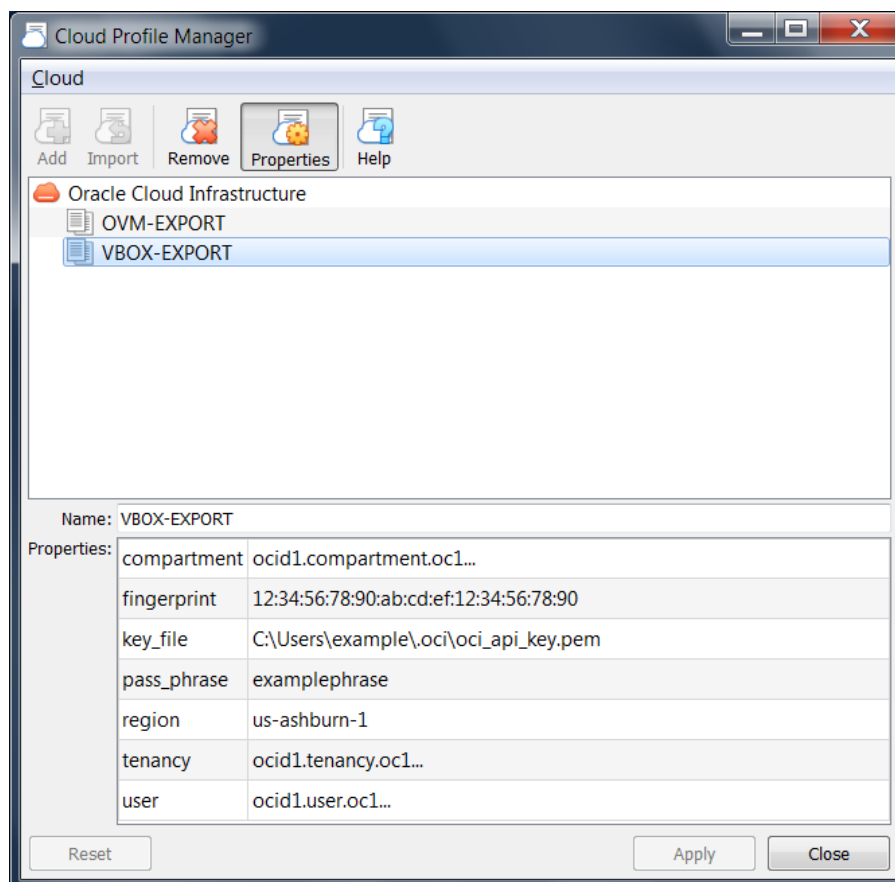 Cloud Profile Manager
Cloud
Add Import Remove Properties Help
Oracle Cloud Infrastructure
OVM-EXPORT
VBOX-EXPORT
Name: VBOX-EXPORT
Properties:
compartment ocid1.compartment.oc1...
fingerprint 12:34:56:78:90:ab:cd:ef:12:34:56:78:90
key_file C:\Users\example\.oci\oci_api_key.pem
pass_phrase examplephrase
region us-ashburn-1
tenancy ocid1.tenancy.oc1...
user ocid1.user.oc1...
Reset Apply Close